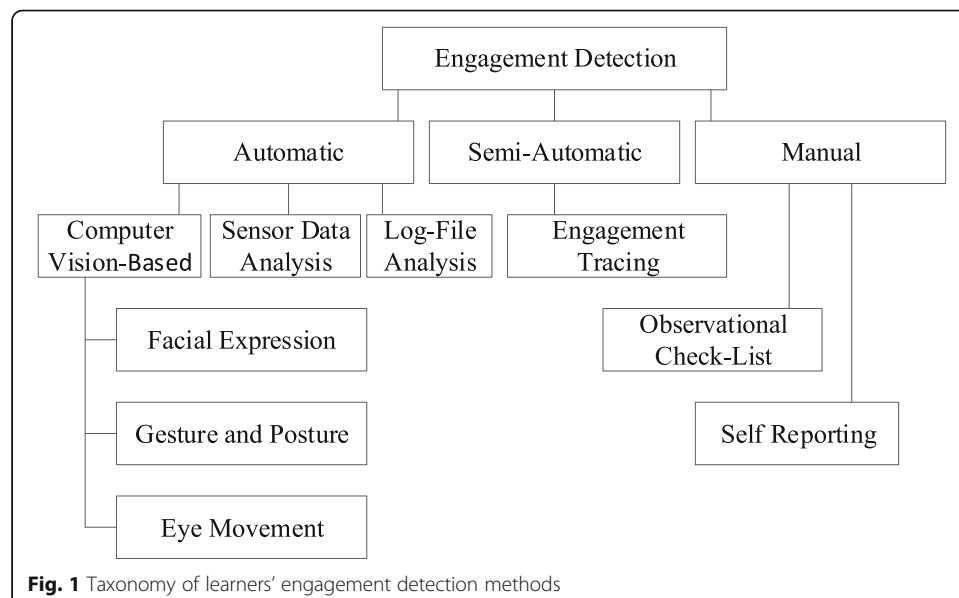 Engagement Detection
Automatic
Semi-Automatic
Manual
Computer
Vision-Based
Sensor Data
Analysis
Log-File
Analysis
Engagement
Tracing
Observational
Check-List
Facial Expression
Gesture and Posture
Self Reporting
Eye Movement
Fig. 1 Taxonomy of learners’ engagement detection methods